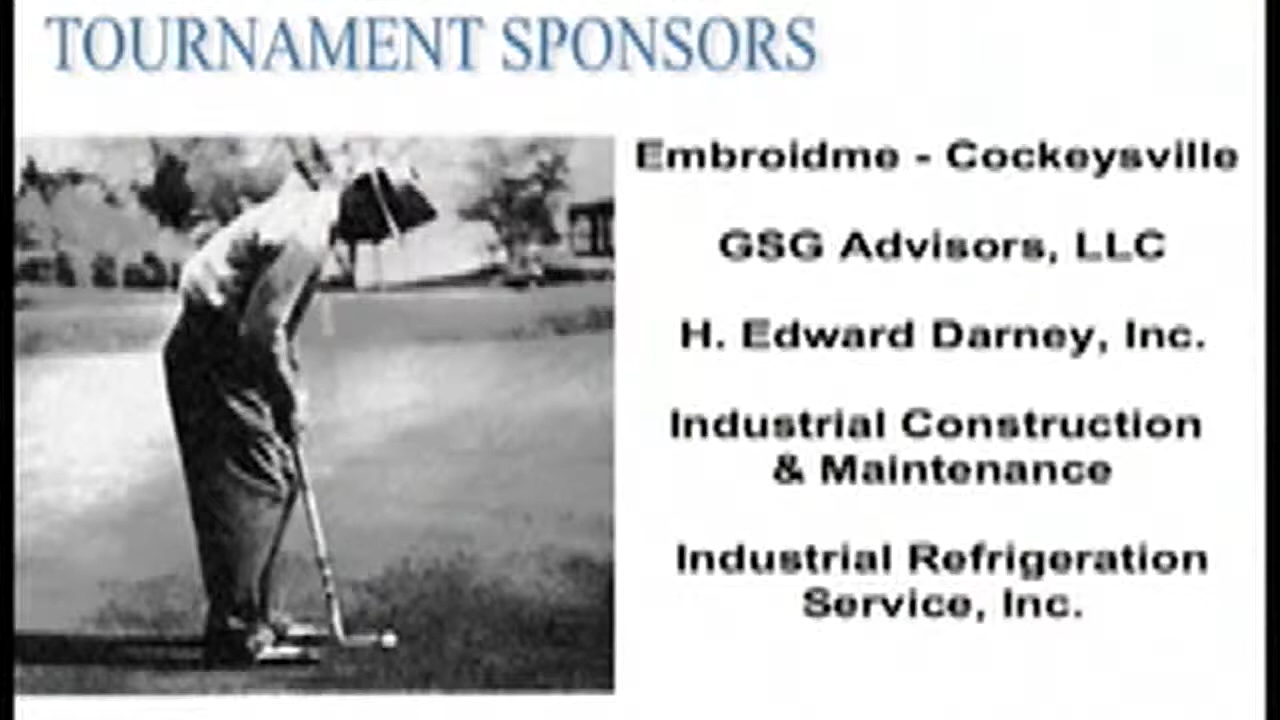 TOURNAMENT SPONSORS
Embroidme - Cockeysville
GSG Advisors, LLC
H. Edward Darney, Inc.
Industrial Construction
& Maintenance
Industrial Refrigeration
Service, Inc.